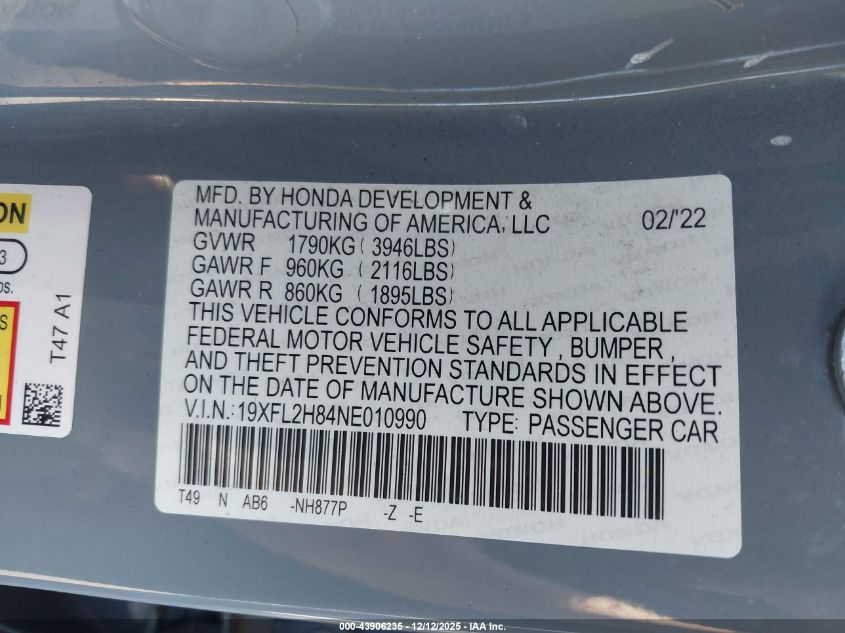 MFD. BY HONDA DEVELOPMENT &
MANUFACTURING OF AMERICA, LLC 02/'22
GVWR 1790KG ( 3946LBS)
GAWR F 960KG ( 2116LBS)
GAWR R 860KG ( 1895LBS)
THIS VEHICLE CONFORMS TO ALL APPLICABLE
FEDERAL MOTOR VEHICLE SAFETY , BUMPER ,
AND THEFT PREVENTION STANDARDS IN EFFECT
ON THE DATE OF MANUFACTURE SHOWN ABOVE.
V.I.N.:19XFL2H84NE010990 TYPE: PASSENGER CAR
T49 N AB6 -NH877P -Z -E
ON
3
T47 A1
000-43906235 - 12/12/2025 - IAA Inc.